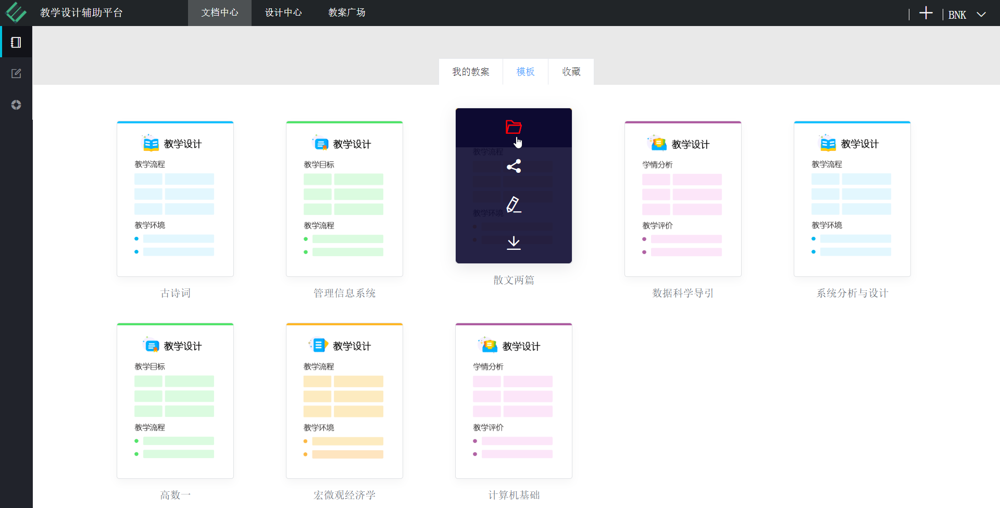 教学设计辅助平台
文档中心
设计中心
教案广场
BNK
我的教案
模板
收藏
教学设计
教学流程
教学环境
古诗词
教学设计
教学目标
教学流程
管理信息系统
教学流程
教学环境
散文两篇
教学设计
学情分析
教学评价
数据科学导引
教学设计
教学流程
教学环境
系统分析与设计
教学设计
教学目标
教学流程
高数一
教学设计
教学流程
教学环境
宏微观经济学
教学设计
学情分析
教学评价
计算机基础